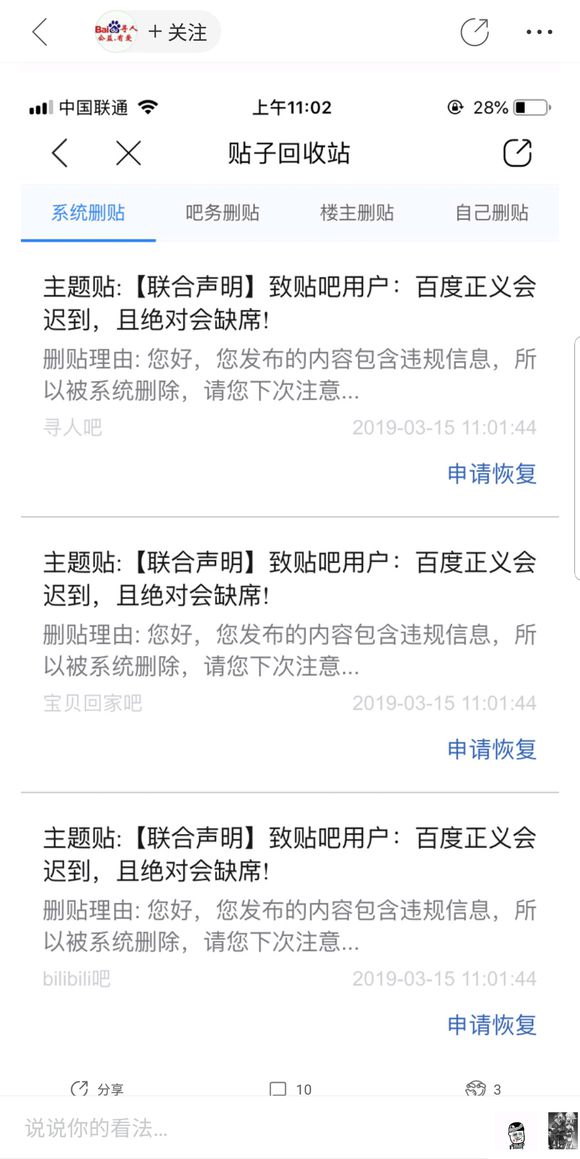 Bai 寻人
公益.有爱
+ 关注
中国联通 上午11:02 28%
贴子回收站
系统删贴 吧务删贴 楼主删贴 自己删贴
主题贴:【联合声明】致贴吧用户：百度正义会
迟到，且绝对会缺席!
删贴理由: 您好，您发布的内容包含违规信息，所
以被系统删除，请您下次注意...
寻人吧 2019-03-15 11:01:44
申请恢复
主题贴:【联合声明】致贴吧用户：百度正义会
迟到，且绝对会缺席!
删贴理由: 您好，您发布的内容包含违规信息，所
以被系统删除，请您下次注意...
宝贝回家吧 2019-03-15 11:01:44
申请恢复
主题贴:【联合声明】致贴吧用户：百度正义会
迟到，且绝对会缺席!
删贴理由: 您好，您发布的内容包含违规信息，所
以被系统删除，请您下次注意...
bilibili吧 2019-03-15 11:01:44
申请恢复
分享 10 3
说说你的看法...